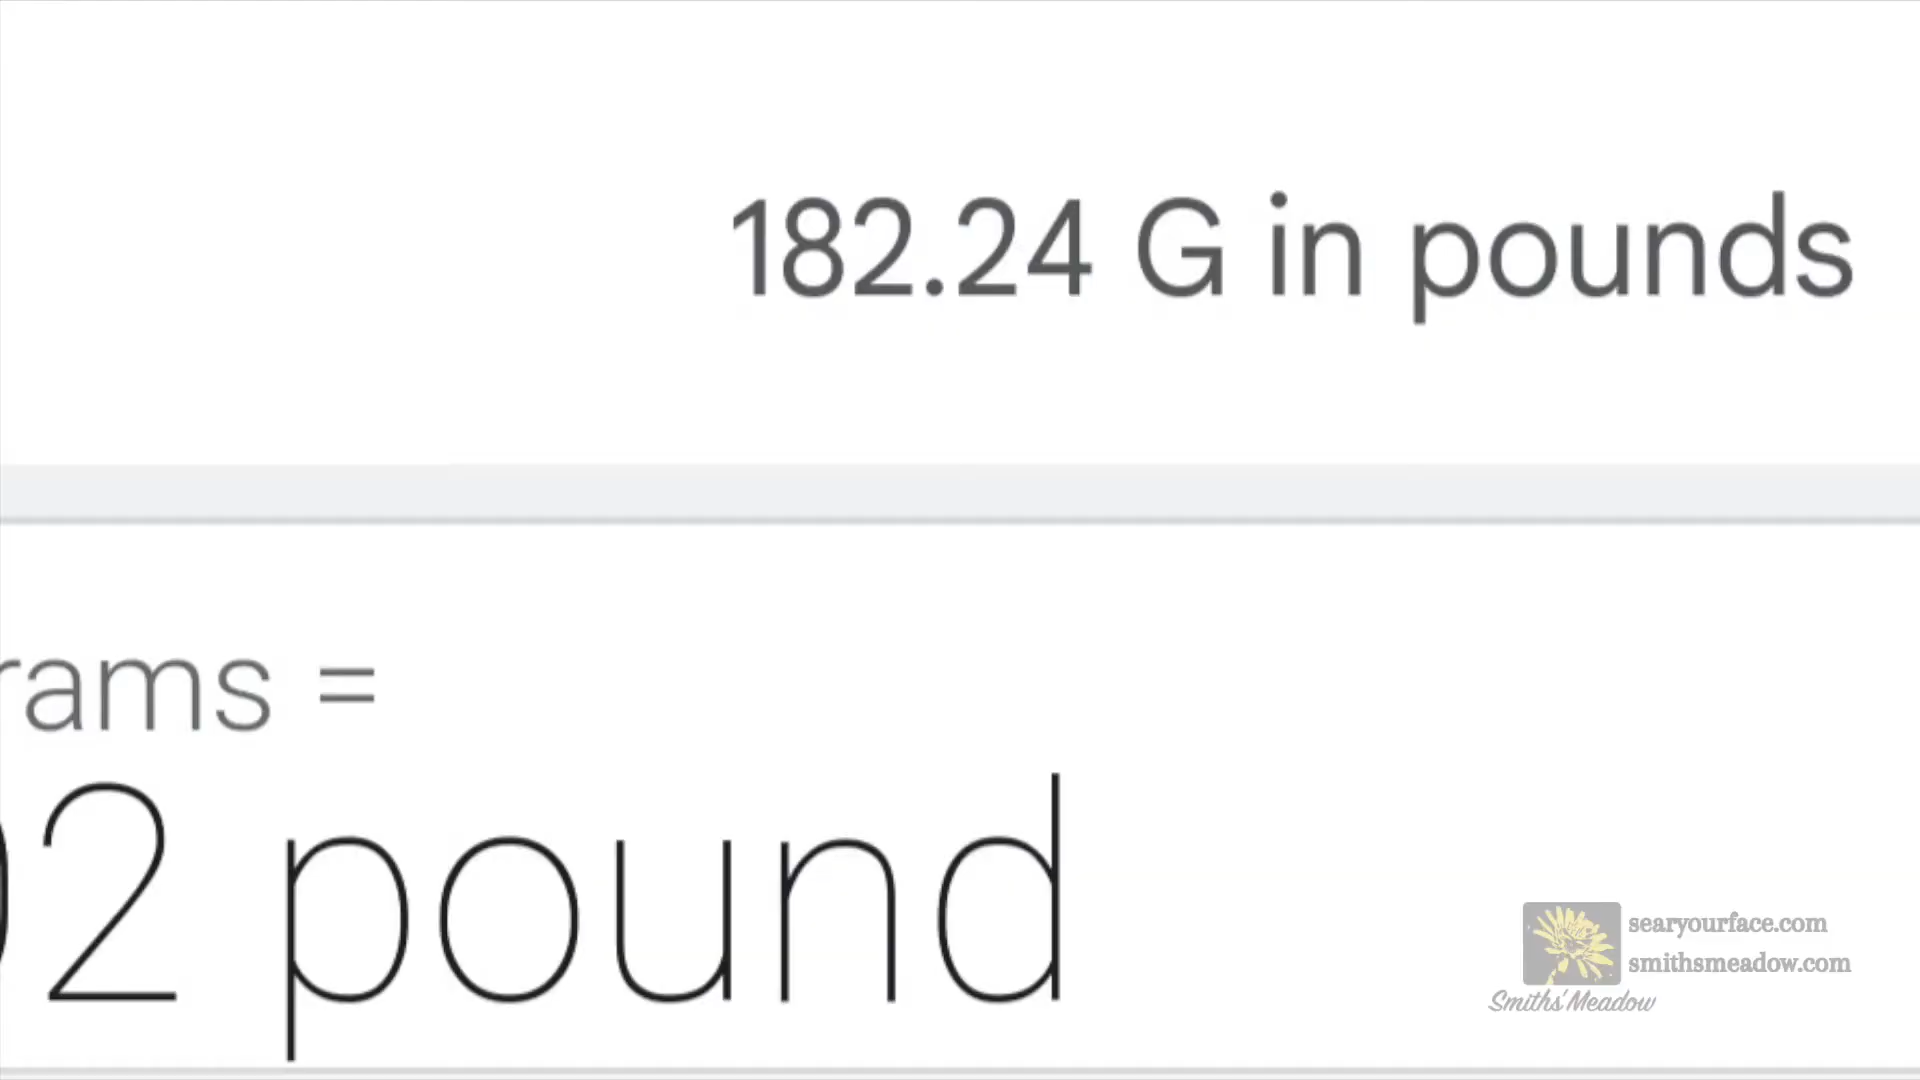 182.24 G in pounds
rams =
2 pound
searyourface.com
smithsmeadow.com
Smiths' Meadow